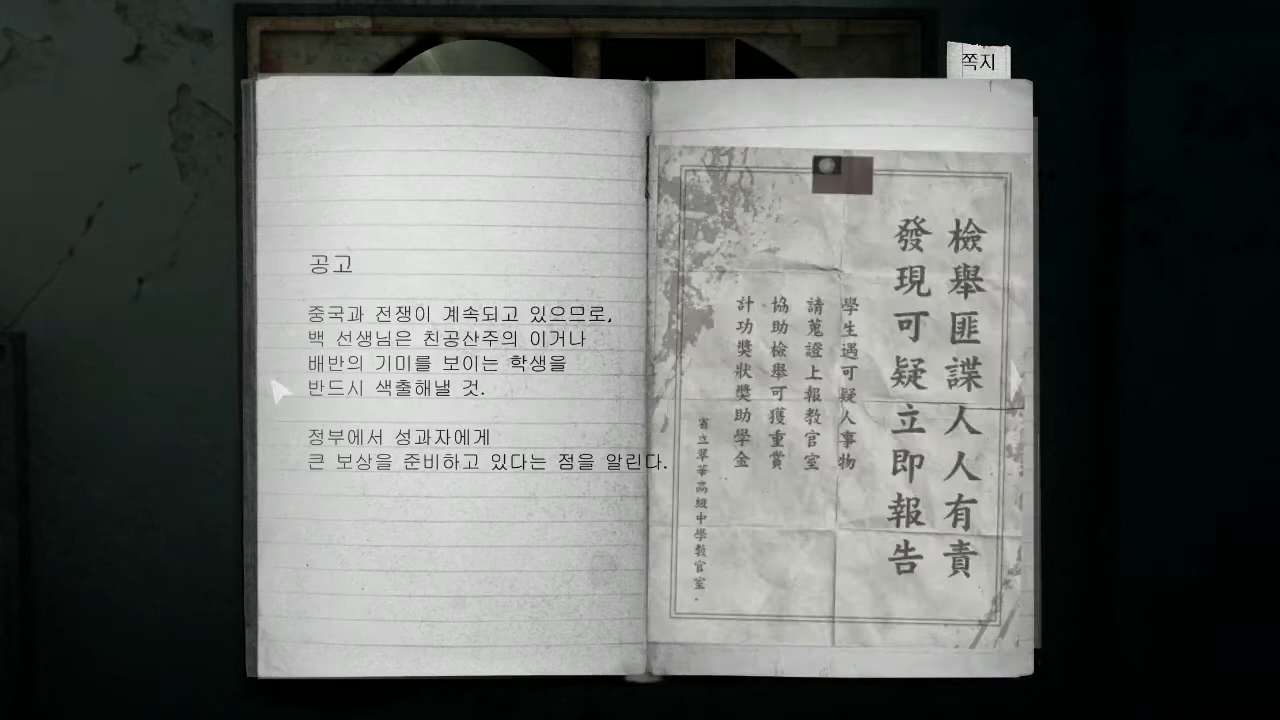 쪽지
공고
중국과 전쟁이 계속되고 있으므로,
백 선생님은 친공산주의 이거나
배반의 기미를 보이는 학생을
반드시 색출해낼 것.
정부에서 성과자에게
큰 보상을 준비하고 있다는 점을 알린다.
檢舉匪諜人人有責
發現可疑立即報告
學生遇可疑人事物
請蒐證上報教官室
協助檢舉可獲重賞
計功獎狀獎助學金
省立翠華高級中學教官室。